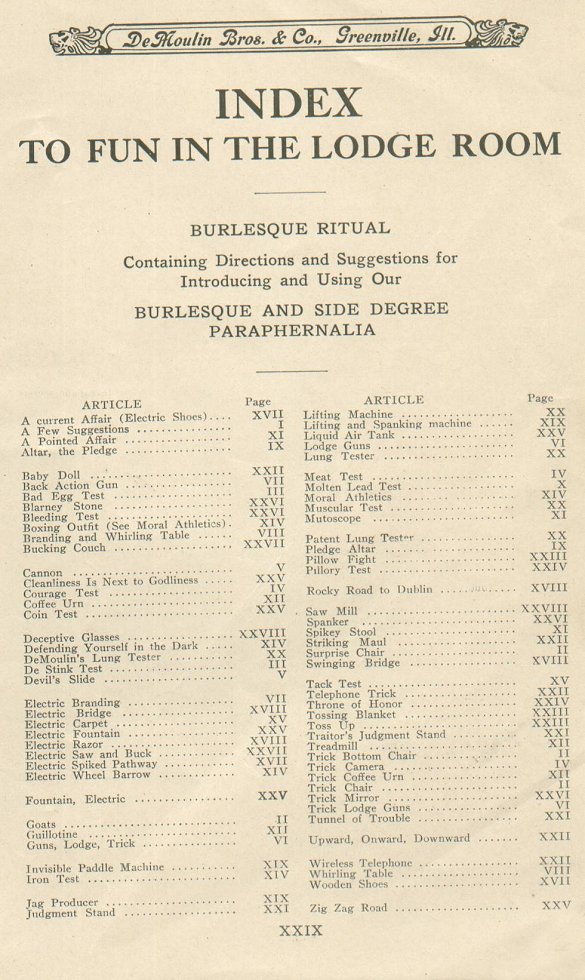 DeMoulin Bros. & Co., Greenville, Ill.
INDEX
TO FUN IN THE LODGE ROOM
BURLESQUE RITUAL
Containing Directions and Suggestions for
Introducing and Using Our
BURLESQUE AND SIDE DEGREE
PARAPHERNALIA
ARTICLE Page
A current Affair (Electric Shoes).... XVII
A Few Suggestions ................ I
A Pointed Affair ................ XI
Altar, the Pledge ................ IX
Baby Doll ................ XXII
Back Action Gun ................ VII
Bad Egg Test ................ III
Blarney Stone ................ XXVI
Bleeding Test ................ XXVI
Boxing Outfit (See Moral Athletics). XIV
Branding and Whirling Table ....... VIII
Bucking Couch ................ XXVII
Cannon ................ V
Cleanliness Is Next to Godliness ..... XXV
Courage Test ................ IV
Coffee Urn ................ XII
Coin Test ................ XXV
Deceptive Glasses ................ XXVIII
Defending Yourself in the Dark ..... XIV
DeMoulin's Lung Tester .......... XX
De Stink Test ................ III
Devil's Slide ................ V
Electric Branding ................ VII
Electric Bridge ................ XVIII
Electric Carpet ................ XV
Electric Fountain ................ XXV
Electric Razor ................ XVIII
Electric Saw and Buck ............ XXVII
Electric Spiked Pathway .......... XVII
Electric Wheel Barrow ............ XIV
Fountain, Electric ................ XXV
Goats ................ II
Guillotine ................ XII
Guns, Lodge, Trick ................ VI
Invisible Paddle Machine .......... XIX
Iron Test ................ XIV
Jag Producer ................ XIX
Judgment Stand ................ XXI
ARTICLE Page
Lifting Machine ................ XX
Lifting and Spanking machine ...... XIX
Liquid Air Tank ................ XXV
Lodge Guns ................ VI
Lung Tester ................ XX
Meat Test ................ IV
Molten Lead Test ................ X
Moral Athletics ................ XIV
Muscular Test ................ XX
Mutoscope ................ XI
Patent Lung Tester ................ XX
Pledge Altar ................ IX
Pillow Fight ................ XXIII
Pillory Test ................ XXIV
Rocky Road to Dublin ........ XVIII
Saw Mill ................ XXVIII
Spanker ................ XXVI
Spikey Stool ................ XI
Striking Maul ................ XXII
Surprise Chair ................ II
Swinging Bridge ................ XVIII
Tack Test ................ XV
Telephone Trick ................ XXII
Throne of Honor ................ XXIV
Tossing Blanket ................ XXIII
Toss Up ................ XXIII
Traitor's Judgment Stand ......... XXI
Treadmill ................ XII
Trick Bottom Chair ................ II
Trick Camera ................ IV
Trick Coffee Urn ................ XII
Trick Chair ................ II
Trick Mirror ................ XXVI
Trick Lodge Guns ................ VI
Tunnel of Trouble ................ XXI
Upward, Onward, Downward ....... XXII
Wireless Telephone ................ XXII
Whirling Table ................ VIII
Wooden Shoes ................ XVII
Zig Zag Road ................ XXV
XXIX